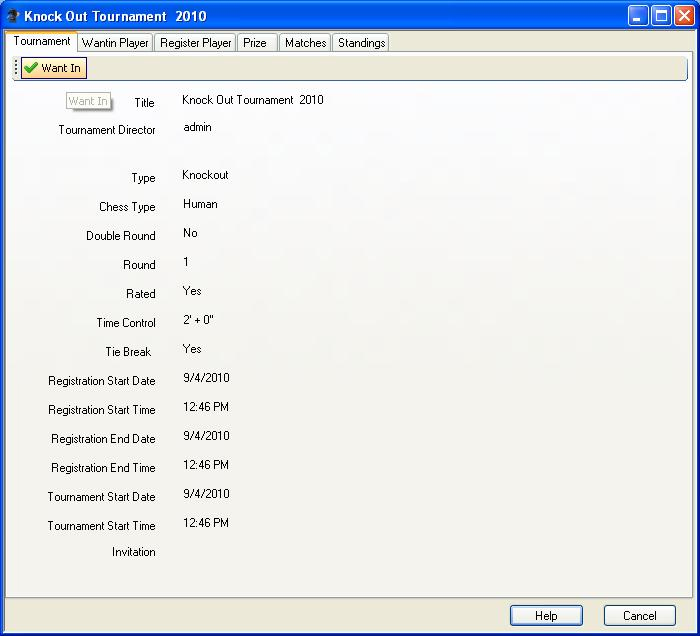 Knock Out Tournament  2010
Tournament Wantin Player Register Player Prize Matches Standings
Want In
Want In
Title Knock Out Tournament  2010
Tournament Director admin
Type Knockout
Chess Type Human
Double Round No
Round 1
Rated Yes
Time Control 2' + 0"
Tie Break Yes
Registration Start Date 9/4/2010
Registration Start Time 12:46 PM
Registration End Date 9/4/2010
Registration End Time 12:46 PM
Tournament Start Date 9/4/2010
Tournament Start Time 12:46 PM
Invitation
Help Cancel